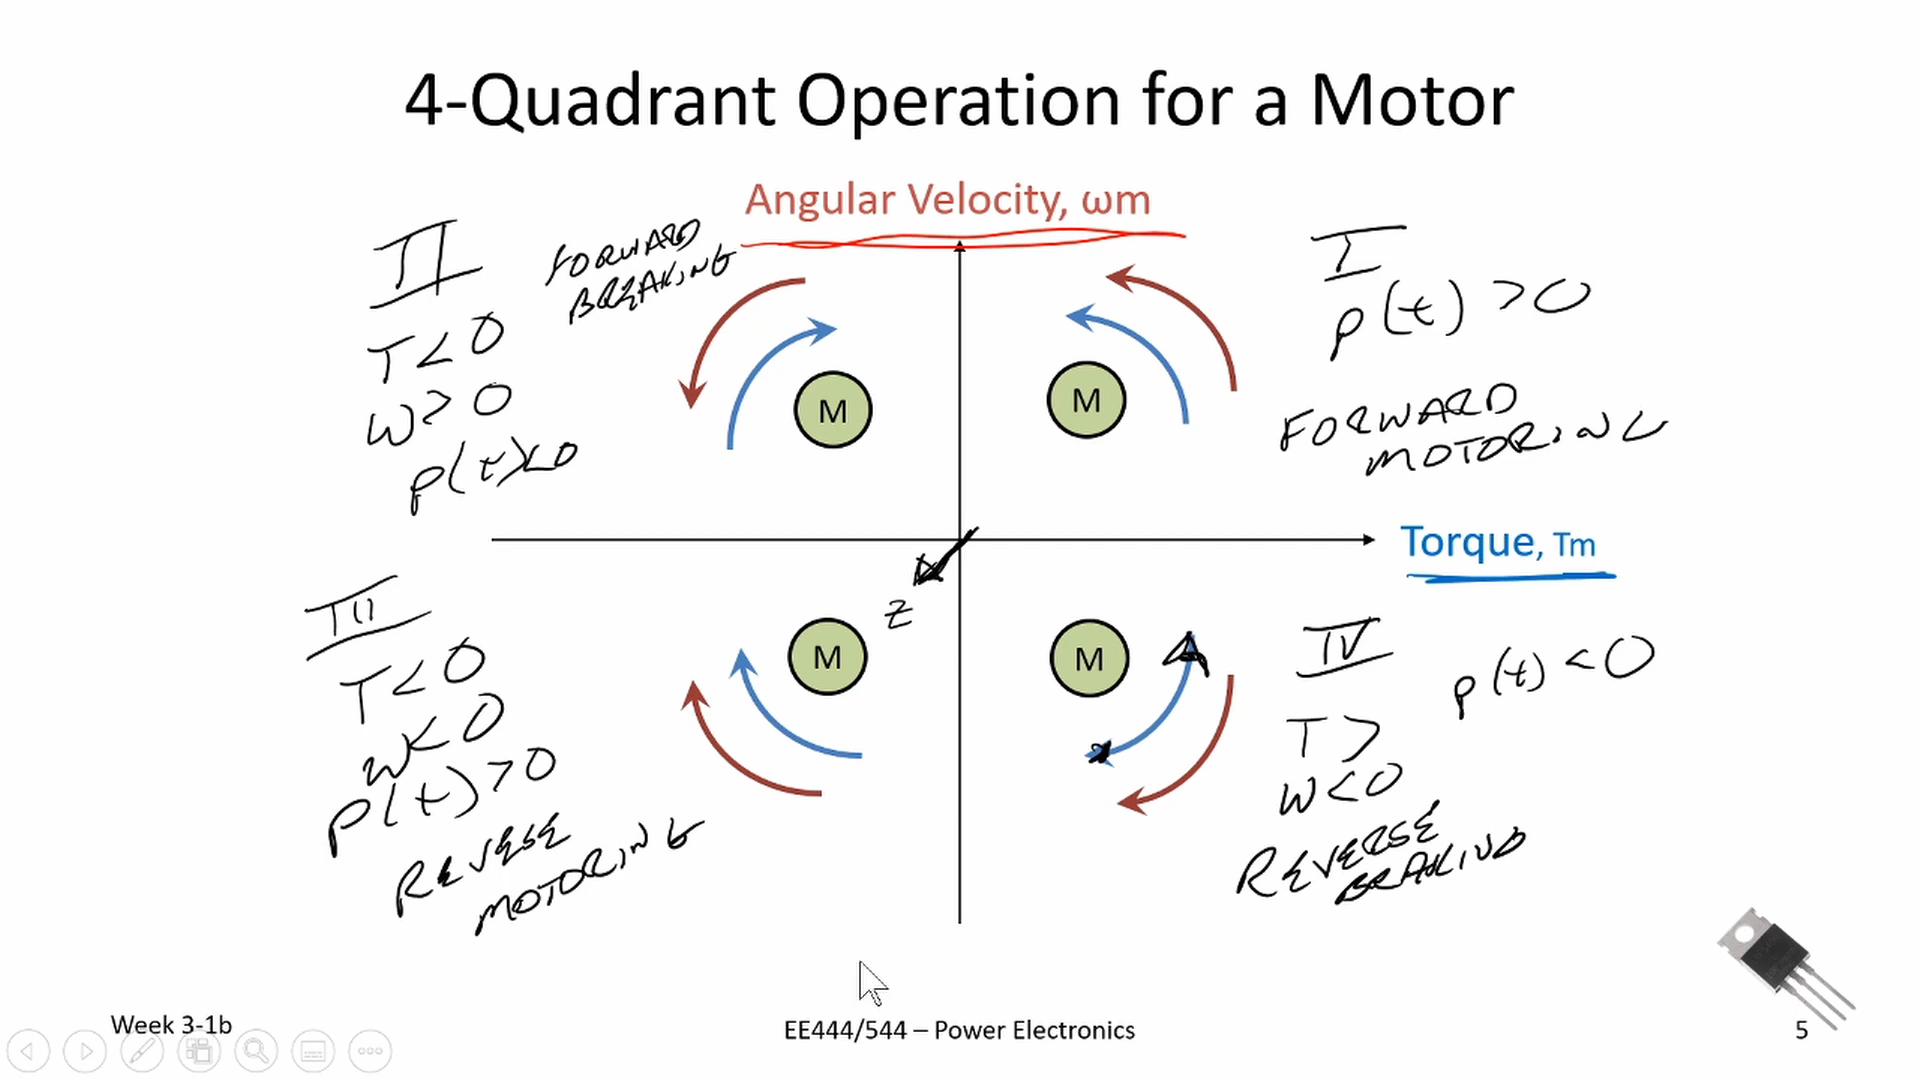 4-Quadrant Operation for a Motor
Angular Velocity, ωm
II
FORWARD
BREAKING
T<0
W>0
P(t)<0
M
I
P(t) >0
FORWARD
MOTORING
M
Torque, Tm
III
T<0
W<0
P(t)>0
REVESE
MOTORING
M
Z
M
IV
P(t) <0
T>
W<0
REVERSE
BRAKING
Week 3-1b
EE444/544 – Power Electronics
5